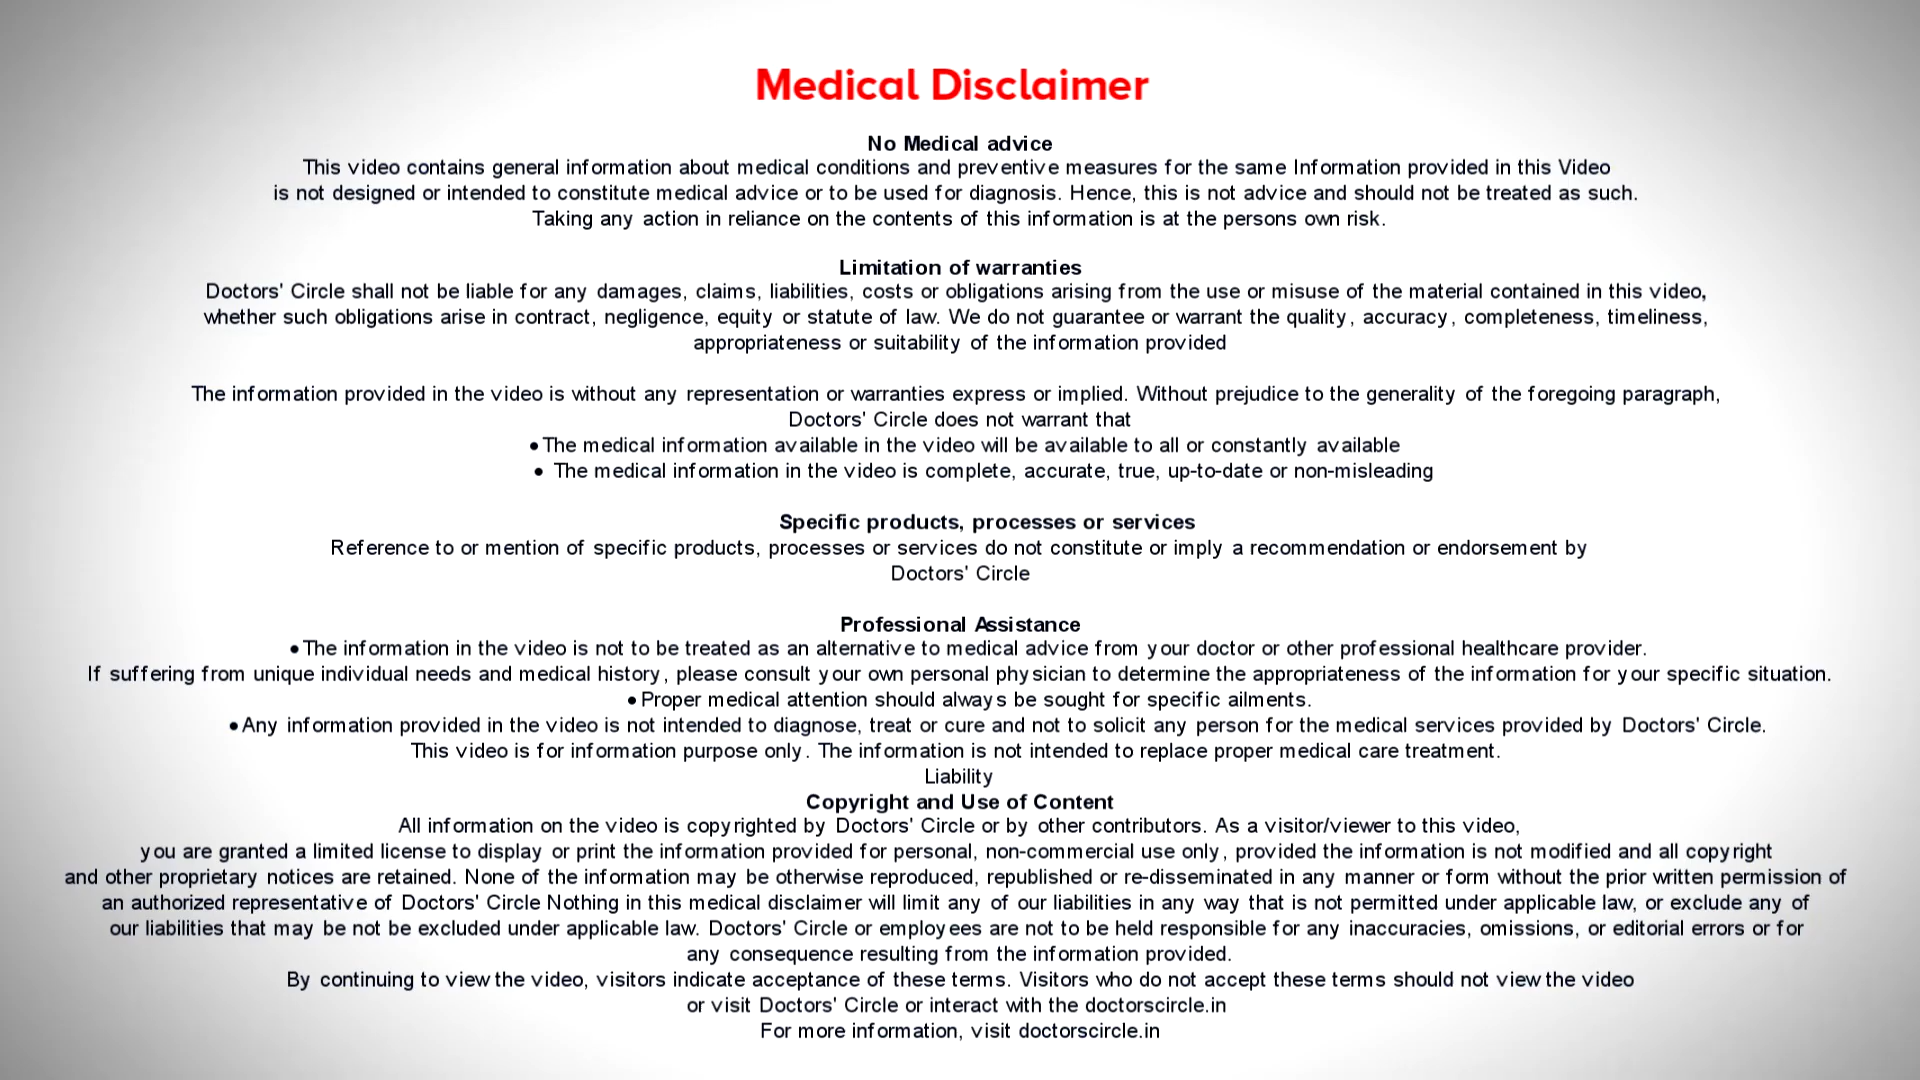 Medical Disclaimer
No Medical advice
This video contains general information about medical conditions and preventive measures for the same Information provided in this Video
is not designed or intended to constitute medical advice or to be used for diagnosis. Hence, this is not advice and should not be treated as such.
Taking any action in reliance on the contents of this information is at the persons own risk.
Limitation of warranties
Doctors' Circle shall not be liable for any damages, claims, liabilities, costs or obligations arising from the use or misuse of the material contained in this video,
whether such obligations arise in contract, negligence, equity or statute of law. We do not guarantee or warrant the quality, accuracy, completeness, timeliness,
appropriateness or suitability of the information provided
The information provided in the video is without any representation or warranties express or implied. Without prejudice to the generality of the foregoing paragraph,
Doctors' Circle does not warrant that
• The medical information available in the video will be available to all or constantly available
• The medical information in the video is complete, accurate, true, up-to-date or non-misleading
Specific products, processes or services
Reference to or mention of specific products, processes or services do not constitute or imply a recommendation or endorsement by
Doctors' Circle
Professional Assistance
• The information in the video is not to be treated as an alternative to medical advice from your doctor or other professional healthcare provider.
If suffering from unique individual needs and medical history, please consult your own personal physician to determine the appropriateness of the information for your specific situation.
• Proper medical attention should always be sought for specific ailments.
• Any information provided in the video is not intended to diagnose, treat or cure and not to solicit any person for the medical services provided by Doctors' Circle.
This video is for information purpose only. The information is not intended to replace proper medical care treatment.
Liability
Copyright and Use of Content
All information on the video is copyrighted by Doctors' Circle or by other contributors. As a visitor/viewer to this video,
you are granted a limited license to display or print the information provided for personal, non-commercial use only, provided the information is not modified and all copyright
and other proprietary notices are retained. None of the information may be otherwise reproduced, republished or re-disseminated in any manner or form without the prior written permission of
an authorized representative of Doctors' Circle Nothing in this medical disclaimer will limit any of our liabilities in any way that is not permitted under applicable law, or exclude any of
our liabilities that may be not be excluded under applicable law. Doctors' Circle or employees are not to be held responsible for any inaccuracies, omissions, or editorial errors or for
any consequence resulting from the information provided.
By continuing to view the video, visitors indicate acceptance of these terms. Visitors who do not accept these terms should not view the video
or visit Doctors' Circle or interact with the doctorscircle.in
For more information, visit doctorscircle.in